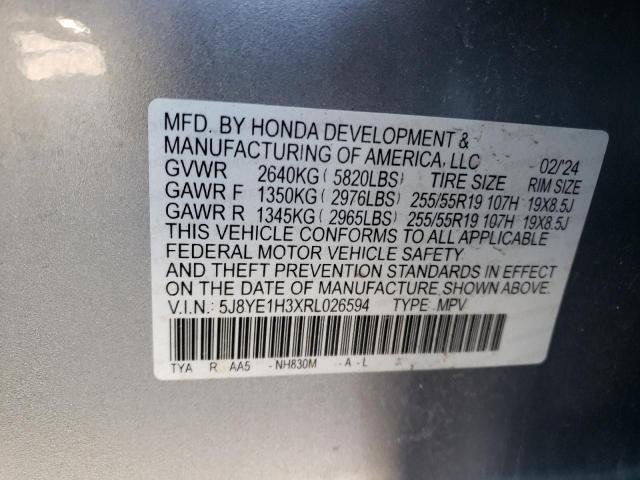 MFD. BY HONDA DEVELOPMENT &
MANUFACTURING OF AMERICA, LLC 02/'24
GVWR 2640KG ( 5820LBS) TIRE SIZE RIM SIZE
GAWR F 1350KG ( 2976LBS) 255/55R19 107H 19X8.5J
GAWR R 1345KG ( 2965LBS) 255/55R19 107H 19X8.5J
THIS VEHICLE CONFORMS TO ALL APPLICABLE
FEDERAL MOTOR VEHICLE SAFETY
AND THEFT PREVENTION STANDARDS IN EFFECT
ON THE DATE OF MANUFACTURE SHOWN ABOVE.
V.I.N.: 5J8YE1H3XRL026594 TYPE: MPV
TYA R AA5 -NH830M --A-L